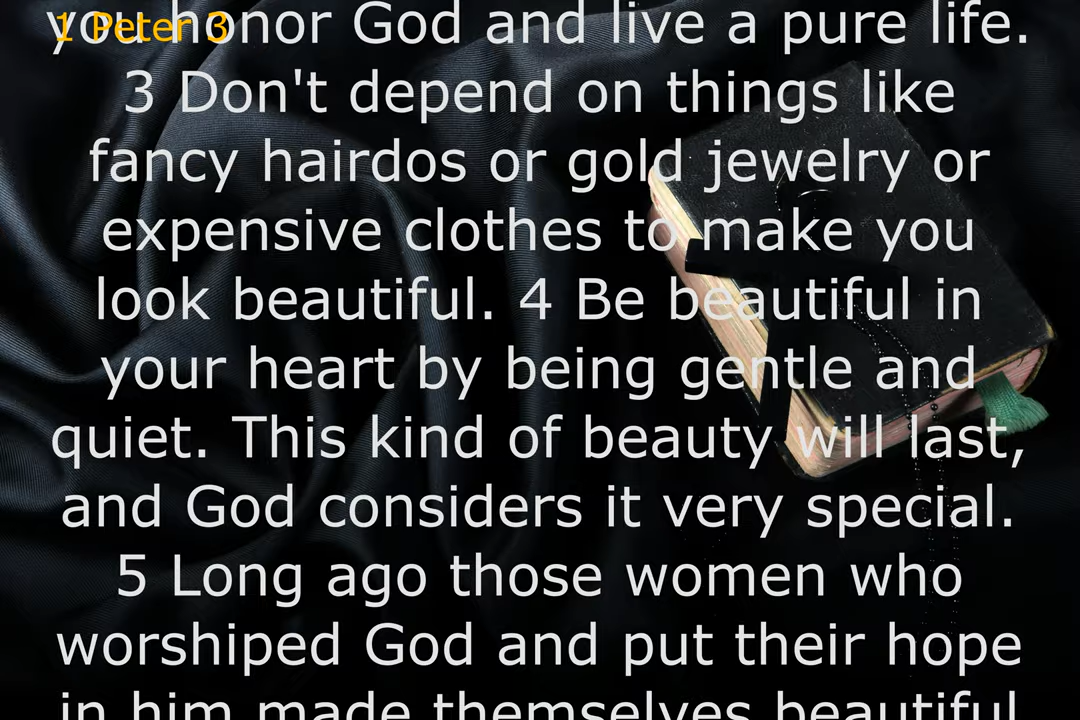 1 Peter 3
you honor God and live a pure life.
3 Don't depend on things like
fancy hairdos or gold jewelry or
expensive clothes to make you
look beautiful. 4 Be beautiful in
your heart by being gentle and
quiet. This kind of beauty will last,
and God considers it very special.
5 Long ago those women who
worshiped God and put their hope
in him made themselves beautiful